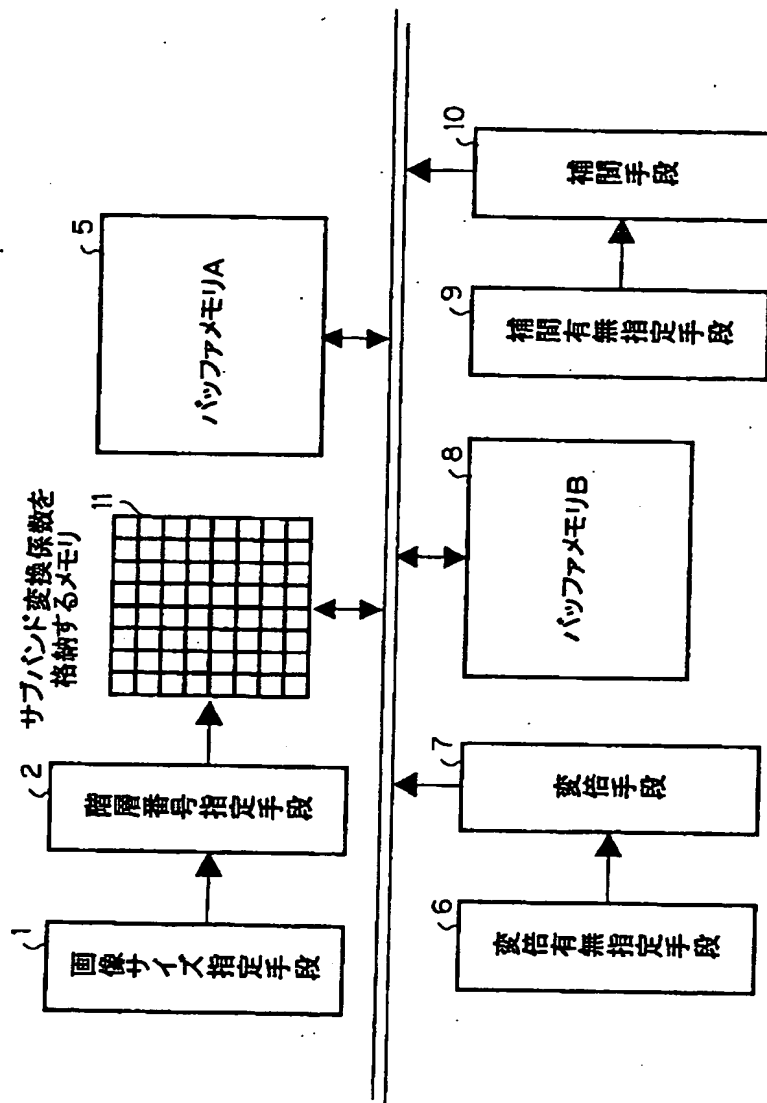 1
画像サイズ指定手段
2
階層番号指定手段
サブバンド変換係数を
格納するメモリ
11
5
バッファメモリA
6
変倍有無指定手段
7
変倍手段
8
バッファメモリB
9
補間有無指定手段
10
補間手段